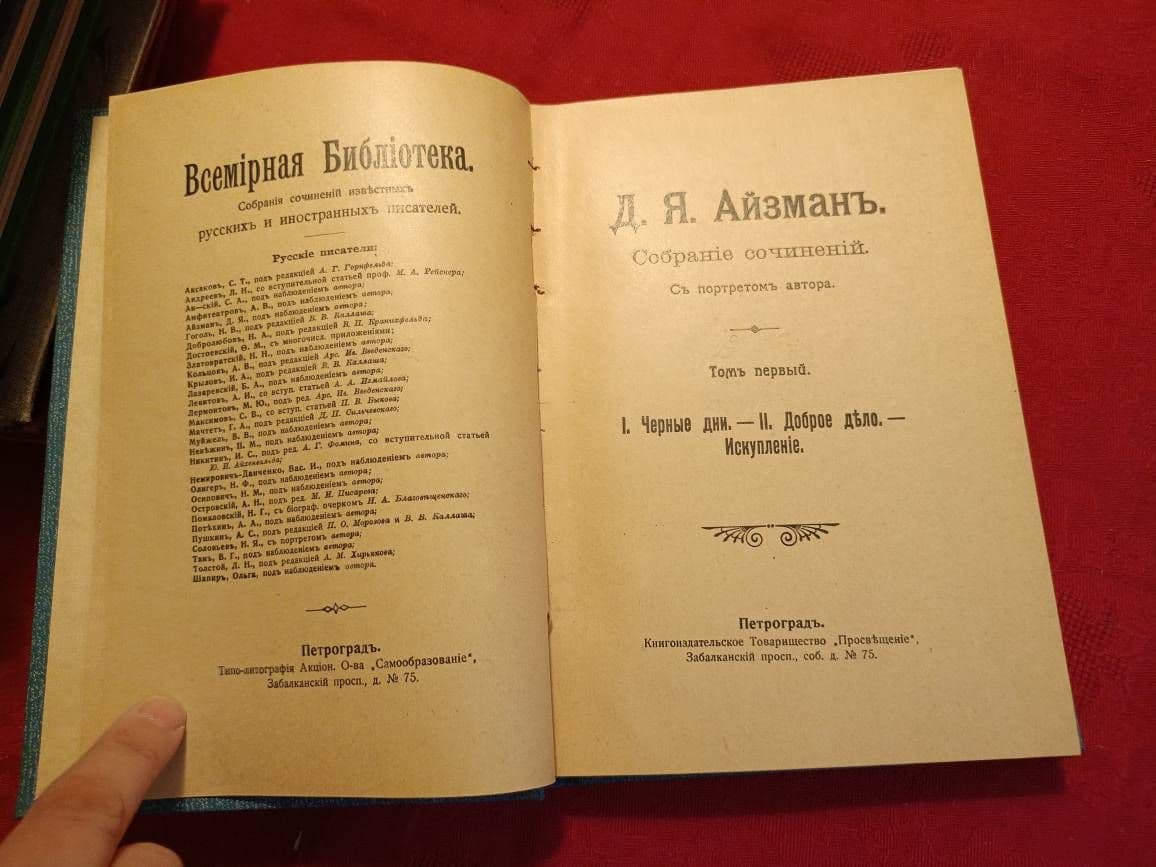 Всемірная Библіотека.
Собранія сочиненій извѣстныхъ
русскихъ и иностранныхъ писателей.
Русскіе писатели:
Аксаковъ, С. Т., подъ редакціей А. Г. Горнфельда;
Андреевъ, Л. Н., со вступительной статьей проф. М. А. Рейснера;
Ан—скій, С. А., подъ наблюденіемъ автора;
Амфитеатровъ, А. В., подъ наблюденіемъ автора;
Айзманъ, Д. Я., подъ наблюденіемъ автора;
Гоголь, Н. В., подъ редакціей В. В. Каллаша;
Добролюбовъ, Н. А., подъ редакціей В. П. Кранихфельда;
Достоевскій, Ѳ. М., съ многочисл. приложеніями;
Златовратскій, Н. Н., подъ наблюденіемъ автора;
Кольцовъ, А. В., подъ редакціей Арс. Ив. Введенскаго;
Крыловъ, И. А., подъ редакціей В. В. Каллаша;
Лазаревскій, Б. А., подъ наблюденіемъ автора;
Левитовъ, А. И., со вступ. статьей А. А. Измайлова;
Лермонтовъ, М. Ю., подъ ред. Арс. Ив. Введенскаго;
Максимовъ, С. В., со вступ. статьей П. В. Быкова;
Мачтетъ, Г. А., подъ редакціей Д. П. Сильчевскаго;
Муйжель, В. В., подъ наблюденіемъ автора;
Невѣжинъ, П. М., подъ наблюденіемъ автора;
Никитинъ, И. С., подъ ред. А. Г. Фомина, со вступительной статьей
Ю. И. Айхенвальда;
Немировичъ-Данченко, Вас. И., подъ наблюденіемъ автора;
Олигеръ, Н. Ф., подъ наблюденіемъ автора;
Осиповичъ, Н. М., подъ наблюденіемъ автора;
Островскій, А. Н., подъ ред. М. И. Писарева;
Помяловскій, Н. Г., съ біограф. очеркомъ Н. А. Благовѣщенскаго;
Потѣхинъ, А. А., подъ наблюденіемъ автора;
Пушкинъ, А. С., подъ редакціей П. О. Морозова и В. В. Каллаша;
Соловьевъ, Н. Я., съ портретомъ автора;
Танъ, В. Г., подъ наблюденіемъ автора;
Толстой, Л. Н., подъ редакціей А. М. Хирьякова;
Шапиръ, Ольга, подъ наблюденіемъ автора.
Петроградъ.
Типо-литографія Акціон. О-ва „Самообразованіе“,
Забалканскій просп., д. № 75.
Д. Я. Айзманъ.
Собраніе сочиненій.
Съ портретомъ автора.
Томъ первый.
I. Черные дни. — II. Доброе дѣло. —
Искупленіе.
Петроградъ.
Книгоиздательское Товарищество „Просвѣщеніе“,
Забалканскій просп., соб. д. № 75.